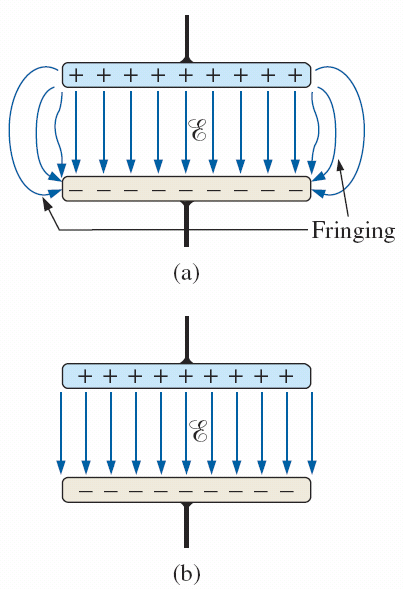 + + + + + + + + +
ℰ
− − − − − − − − −
Fringing
(a)
+ + + + + + + + +
ℰ
− − − − − − − − −
(b)